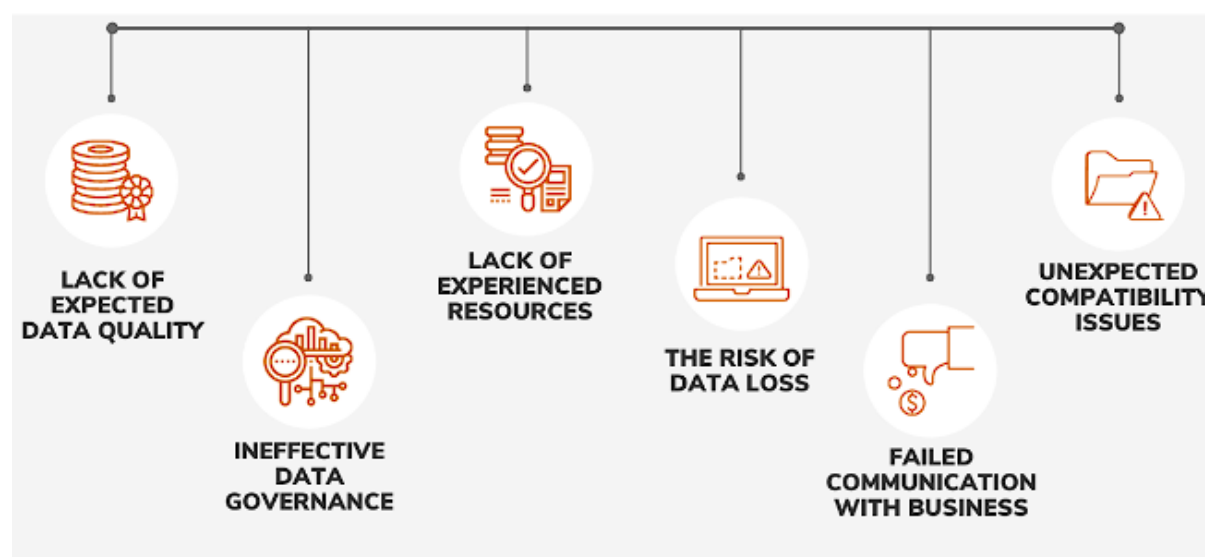 LACK OF
EXPECTED
DATA QUALITY
INEFFECTIVE
DATA
GOVERNANCE
LACK OF
EXPERIENCED
RESOURCES
THE RISK OF
DATA LOSS
FAILED
COMMUNICATION
WITH BUSINESS
UNEXPECTED
COMPATIBILITY
ISSUES